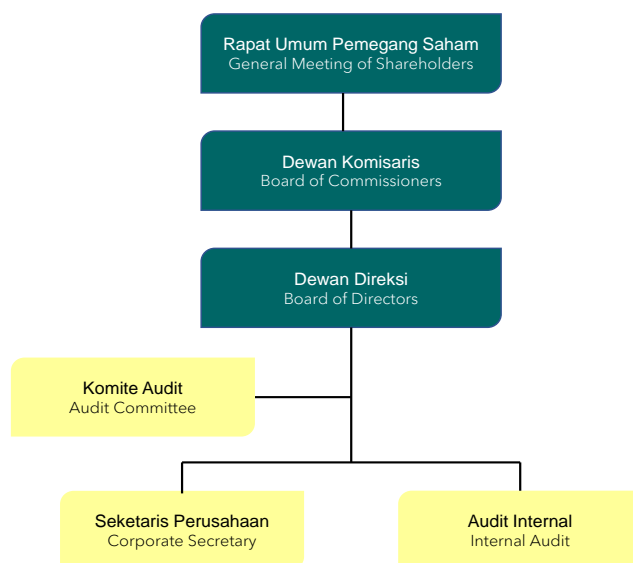 Rapat Umum Pemegang Saham
General Meeting of Shareholders
Dewan Komisaris
Board of Commissioners
Dewan Direksi
Board of Directors
Komite Audit
Audit Committee
Seketaris Perusahaan
Corporate Secretary
Audit Internal
Internal Audit